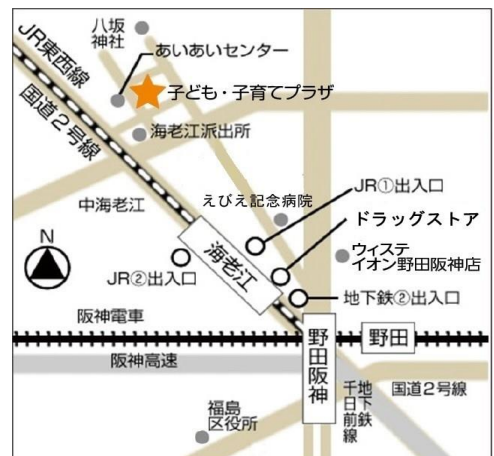 八坂
神社
あいあいセンター
JR東西線
国道2号線
子ども・子育てプラザ
海老江派出所
中海老江
えびえ記念病院
JR①出入口
ドラッグストア
N
海老江
ウィステ
イオン野田阪神店
JR②出入口
地下鉄②出入口
阪神電車
野田阪神
野田
阪神高速
地下鉄
千日前線
国道2号線
福島
区役所